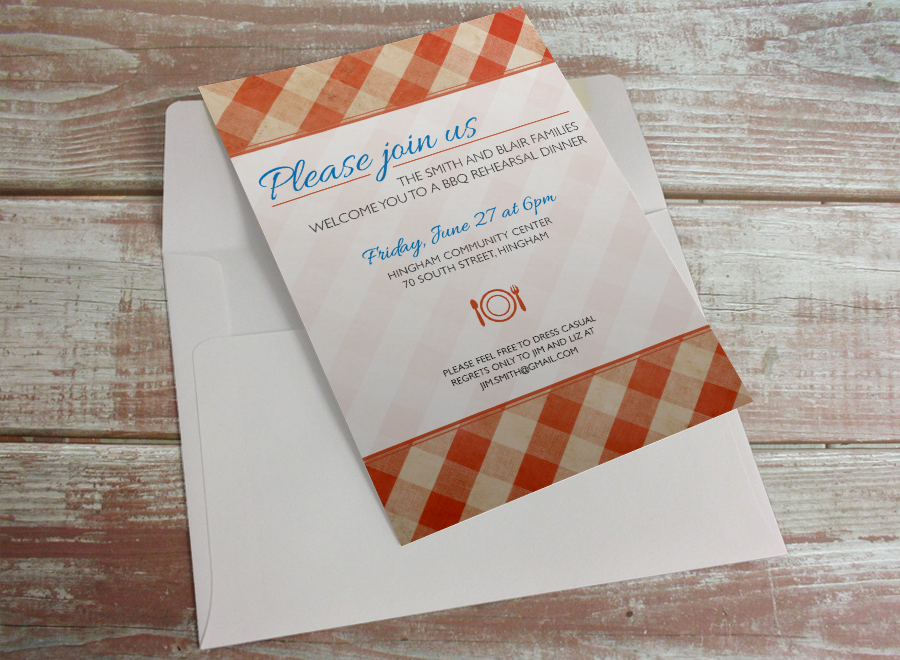 Please join us
THE SMITH AND BLAIR FAMILIES
WELCOME YOU TO A BBQ REHEARSAL DINNER
Friday, June 27 at 6pm
HINGHAM COMMUNITY CENTER
70 SOUTH STREET, HINGHAM
PLEASE FEEL FREE TO DRESS CASUAL
REGRETS ONLY TO JIM AND LIZ AT
JIM.SMITH@GMAIL.COM